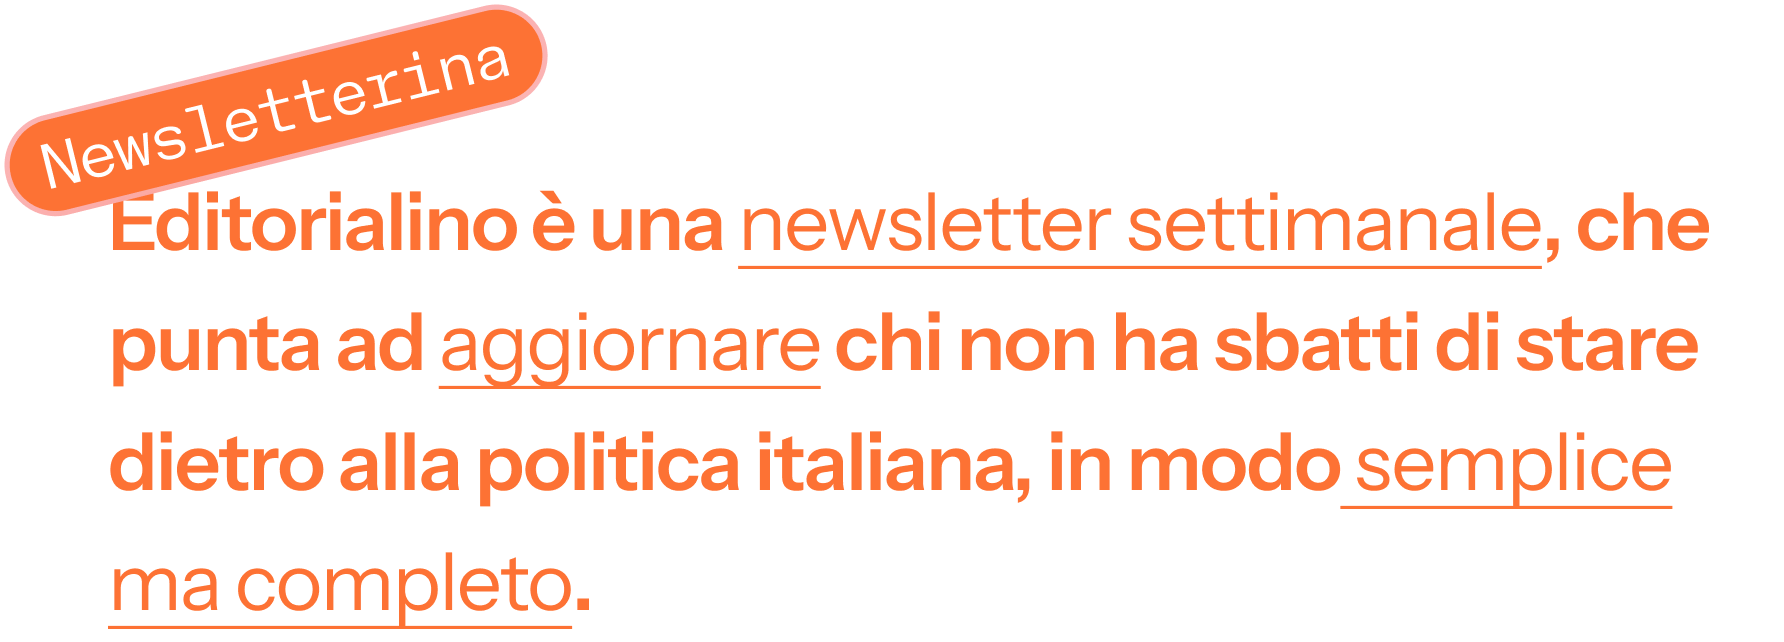 Newsletterina
Editorialino è una newsletter settimanale, che
punta ad aggiornare chi non ha sbatti di stare
dietro alla politica italiana, in modo semplice
ma completo.